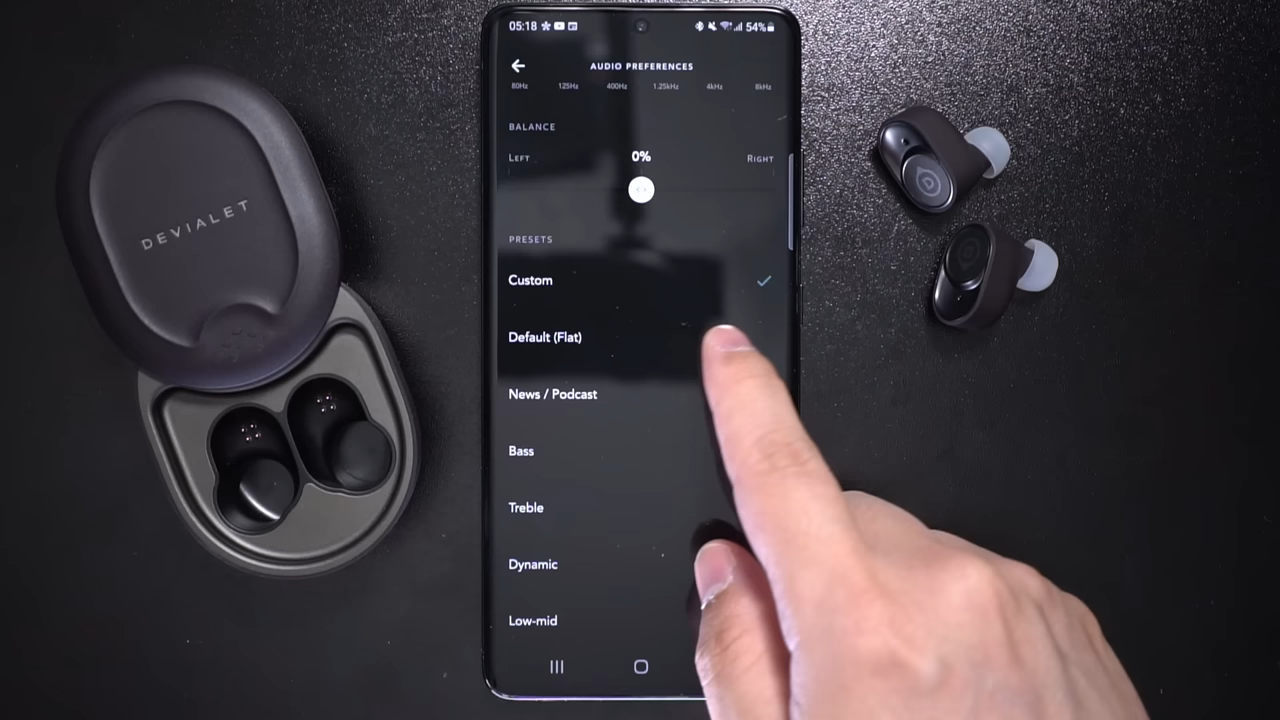 05:18
54%
AUDIO PREFERENCES
80Hz 125Hz 400Hz 1.25kHz 4kHz 8kHz
BALANCE
LEFT 0% RIGHT
PRESETS
Custom
Default (Flat)
News / Podcast
Bass
Treble
Dynamic
Low-mid
DEVIALET
D